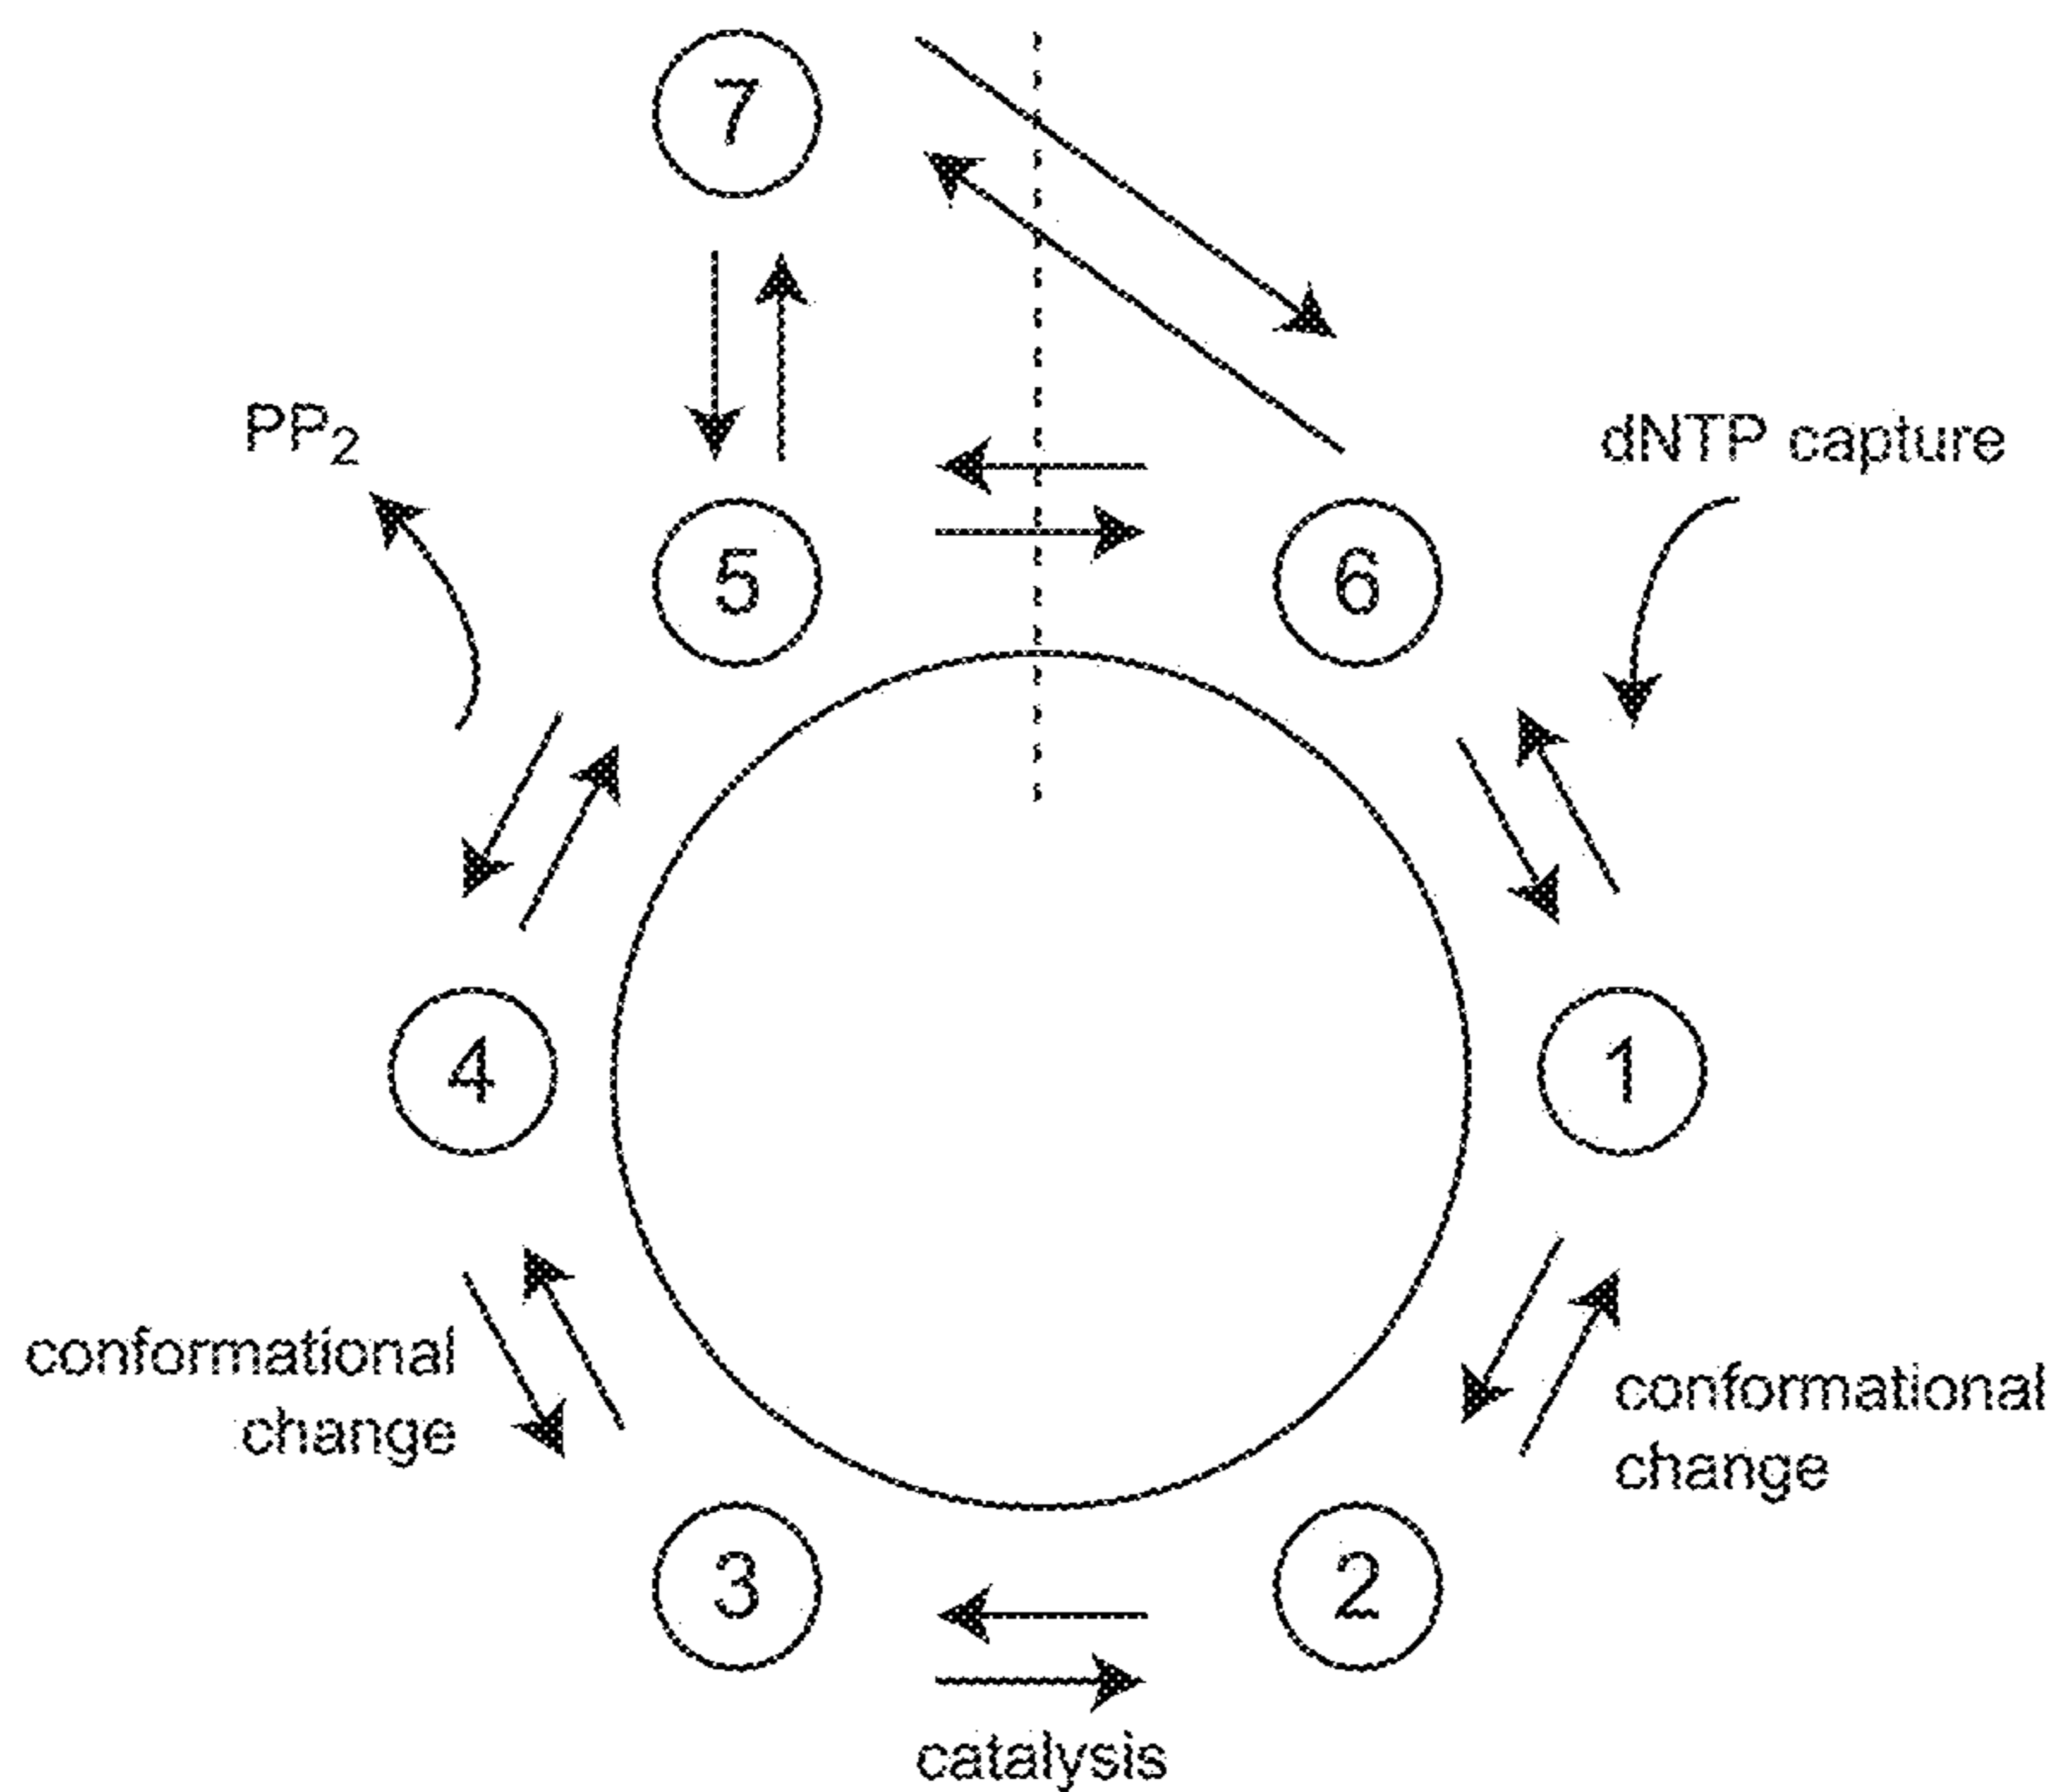 7
PP2
dNTP capture
5
6
4
1
conformational
change
conformational
change
3
2
catalysis